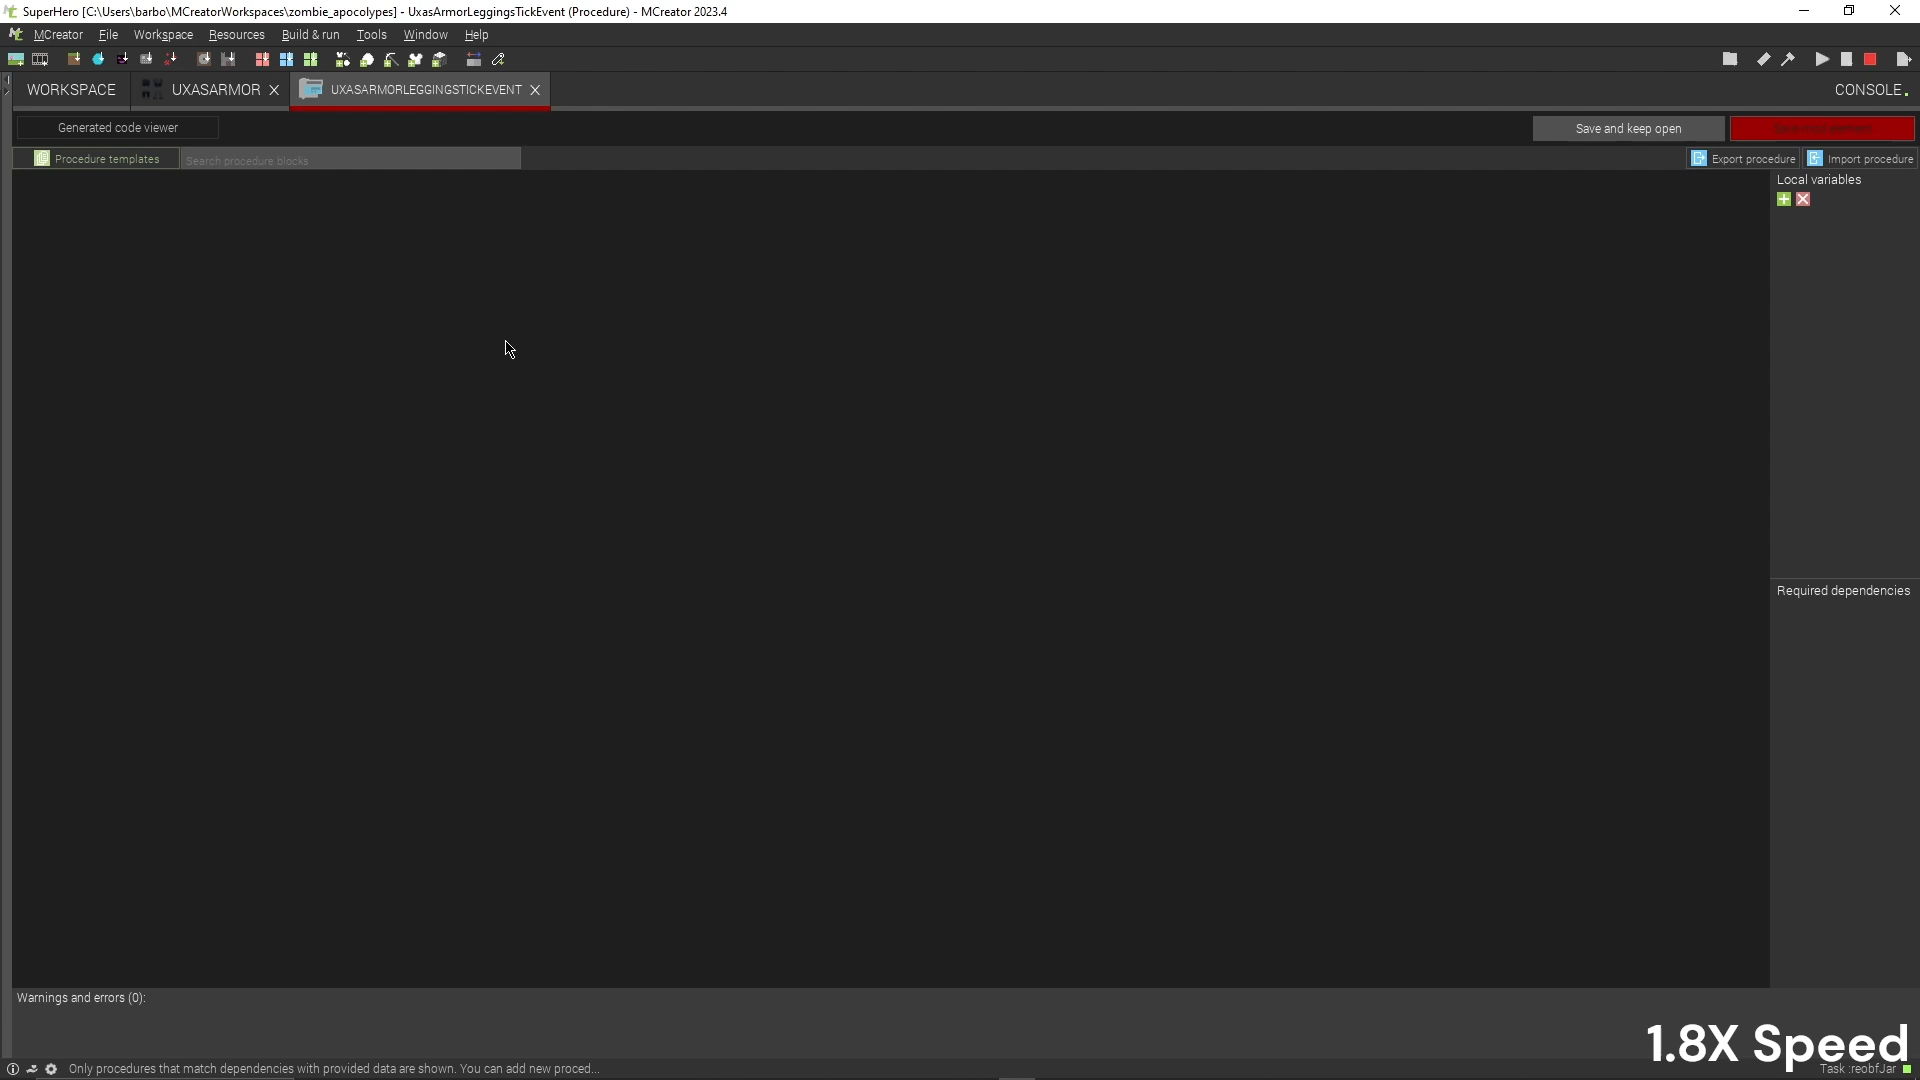 SuperHero [C:\Users\barbo\MCreatorWorkspaces\zombie_apocolypes] - UxasArmorLeggingsTickEvent (Procedure) - MCreator 2023.4
MCreator File Workspace Resources Build & run Tools Window Help
WORKSPACE UXASARMOR UXASARMORLEGGINGSTICKEVENT CONSOLE
Generated code viewer Save and keep open
Procedure templates Search procedure blocks Export procedure Import procedure
Local variables
Required dependencies
Warnings and errors (0):
1.8X Speed
Only procedures that match dependencies with provided data are shown. You can add new proced... Task :reobfJar